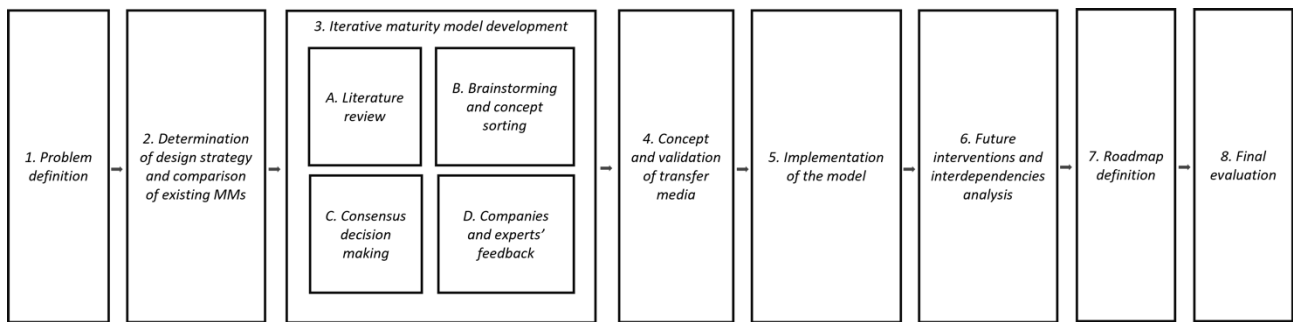 1. Problem
definition
2. Determination
of design strategy
and comparison
of existing MMs
3. Iterative maturity model development
A. Literature
review
B. Brainstorming
and concept
sorting
C. Consensus
decision
making
D. Companies
and experts’
feedback
4. Concept
and validation
of transfer
media
5. Implementation
of the model
6. Future
interventions and
interdependencies
analysis
7. Roadmap
definition
8. Final
evaluation